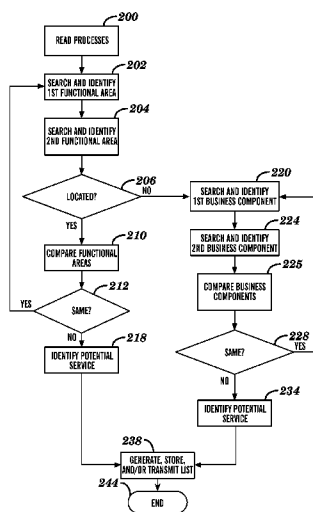 200
READ PROCESSES
202
SEARCH AND IDENTIFY
1ST FUNCTIONAL AREA
204
SEARCH AND IDENTIFY
2ND FUNCTIONAL AREA
206
LOCATED?
NO
YES
210
COMPARE FUNCTIONAL
AREAS
212
YES
SAME?
NO
218
IDENTIFY POTENTIAL
SERVICE
220
SEARCH AND IDENTIFY
1ST BUSINESS COMPONENT
224
SEARCH AND IDENTIFY
2ND BUSINESS COMPONENT
225
COMPARE BUSINESS
COMPONENTS
228
SAME?
YES
NO
234
IDENTIFY POTENTIAL
SERVICE
238
GENERATE, STORE,
AND/OR TRANSMIT LIST
244
END